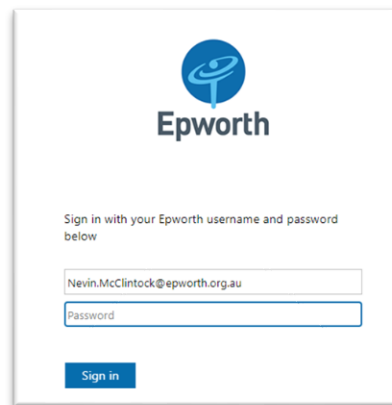 Epworth
Sign in with your Epworth username and password
below
Nevin.McClintock@epworth.org.au
Password
Sign in